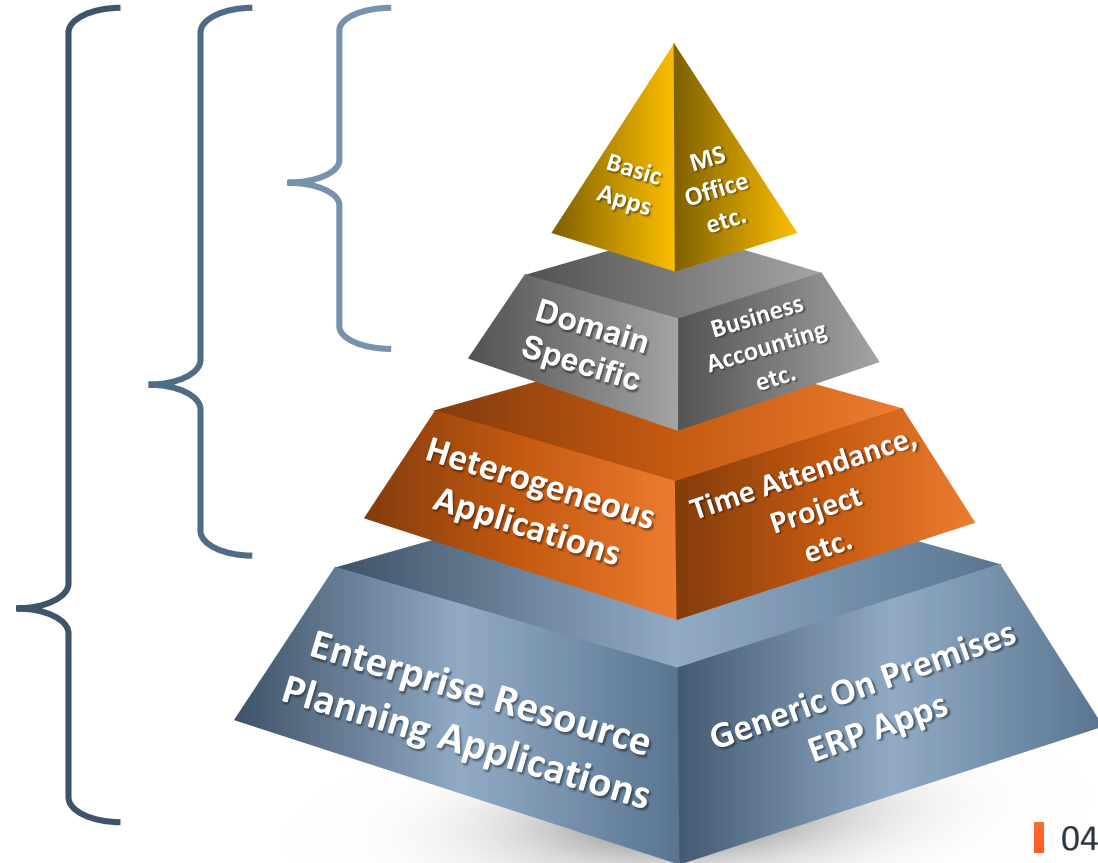 Basic
Apps
MS
Office
etc.
Domain
Specific
Business
Accounting
etc.
Heterogeneous
Applications
Time Attendance,
Project
etc.
Enterprise Resource
Planning Applications
Generic On Premises
ERP Apps
04